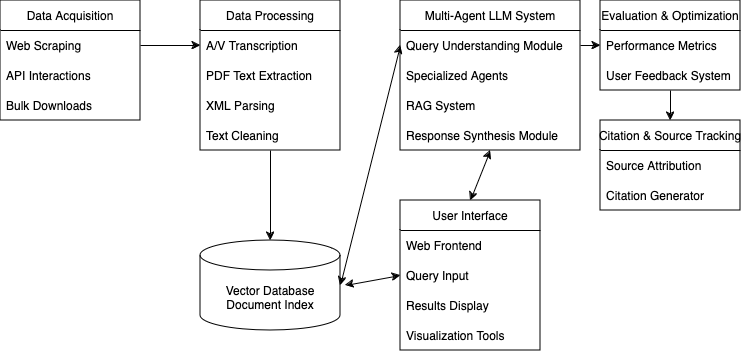 Data Acquisition
Web Scraping
API Interactions
Bulk Downloads
Data Processing
A/V Transcription
PDF Text Extraction
XML Parsing
Text Cleaning
Vector Database
Document Index
Multi-Agent LLM System
Query Understanding Module
Specialized Agents
RAG System
Response Synthesis Module
User Interface
Web Frontend
Query Input
Results Display
Visualization Tools
Evaluation & Optimization
Performance Metrics
User Feedback System
Citation & Source Tracking
Source Attribution
Citation Generator